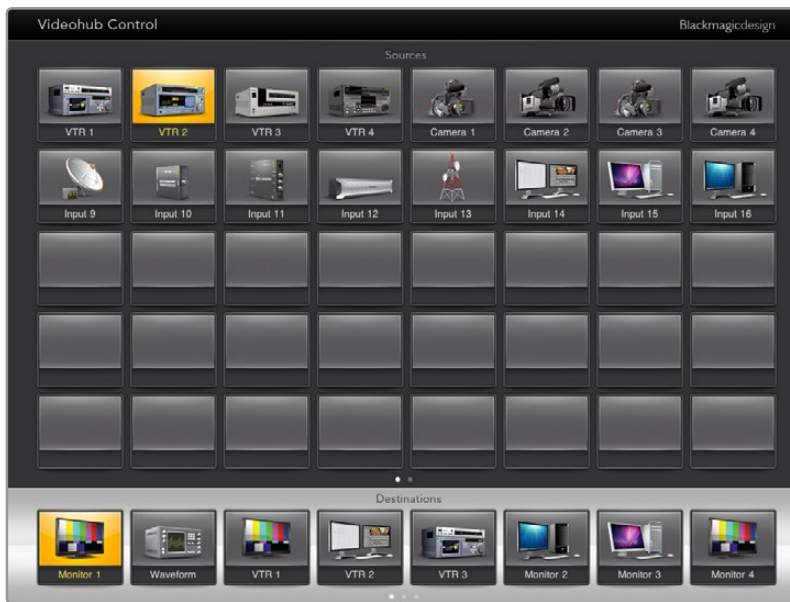 Videohub Control
Blackmagicdesign
Sources
VTR 1 VTR 2 VTR 3 VTR 4 Camera 1 Camera 2 Camera 3 Camera 4
Input 9 Input 10 Input 11 Input 12 Input 13 Input 14 Input 15 Input 16
Destinations
Monitor 1 Waveform VTR 1 VTR 2 VTR 3 Monitor 2 Monitor 3 Monitor 4